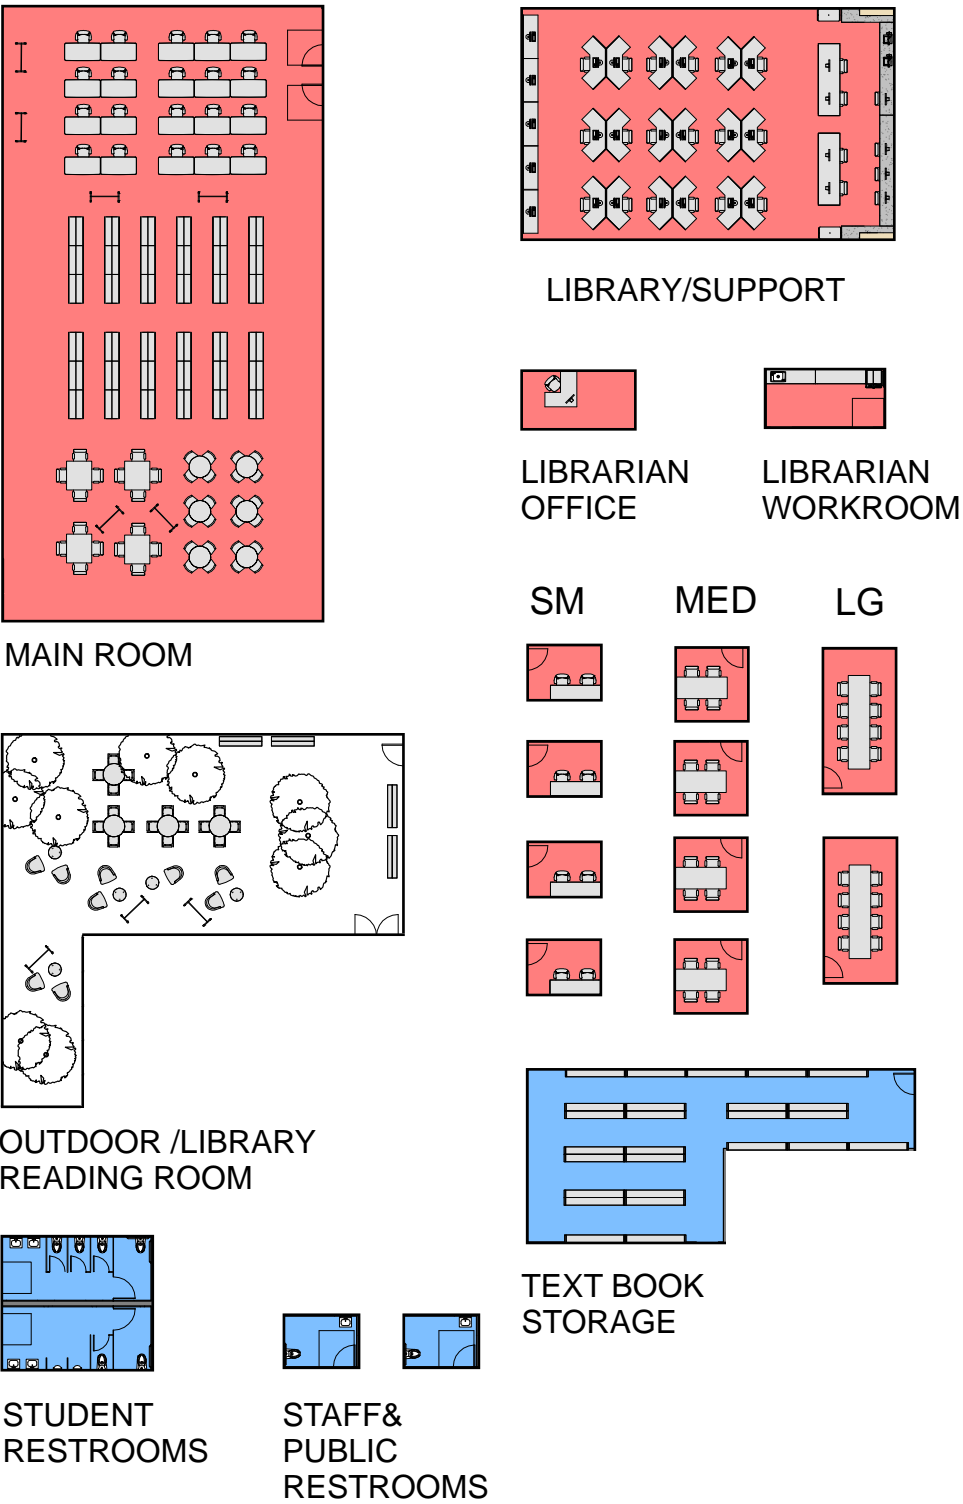 LIBRARY/SUPPORT
LIBRARIAN
OFFICE
LIBRARIAN
WORKROOM
SM
MED
LG
MAIN ROOM
OUTDOOR /LIBRARY
READING ROOM
TEXT BOOK
STORAGE
STUDENT
RESTROOMS
STAFF&
PUBLIC
RESTROOMS